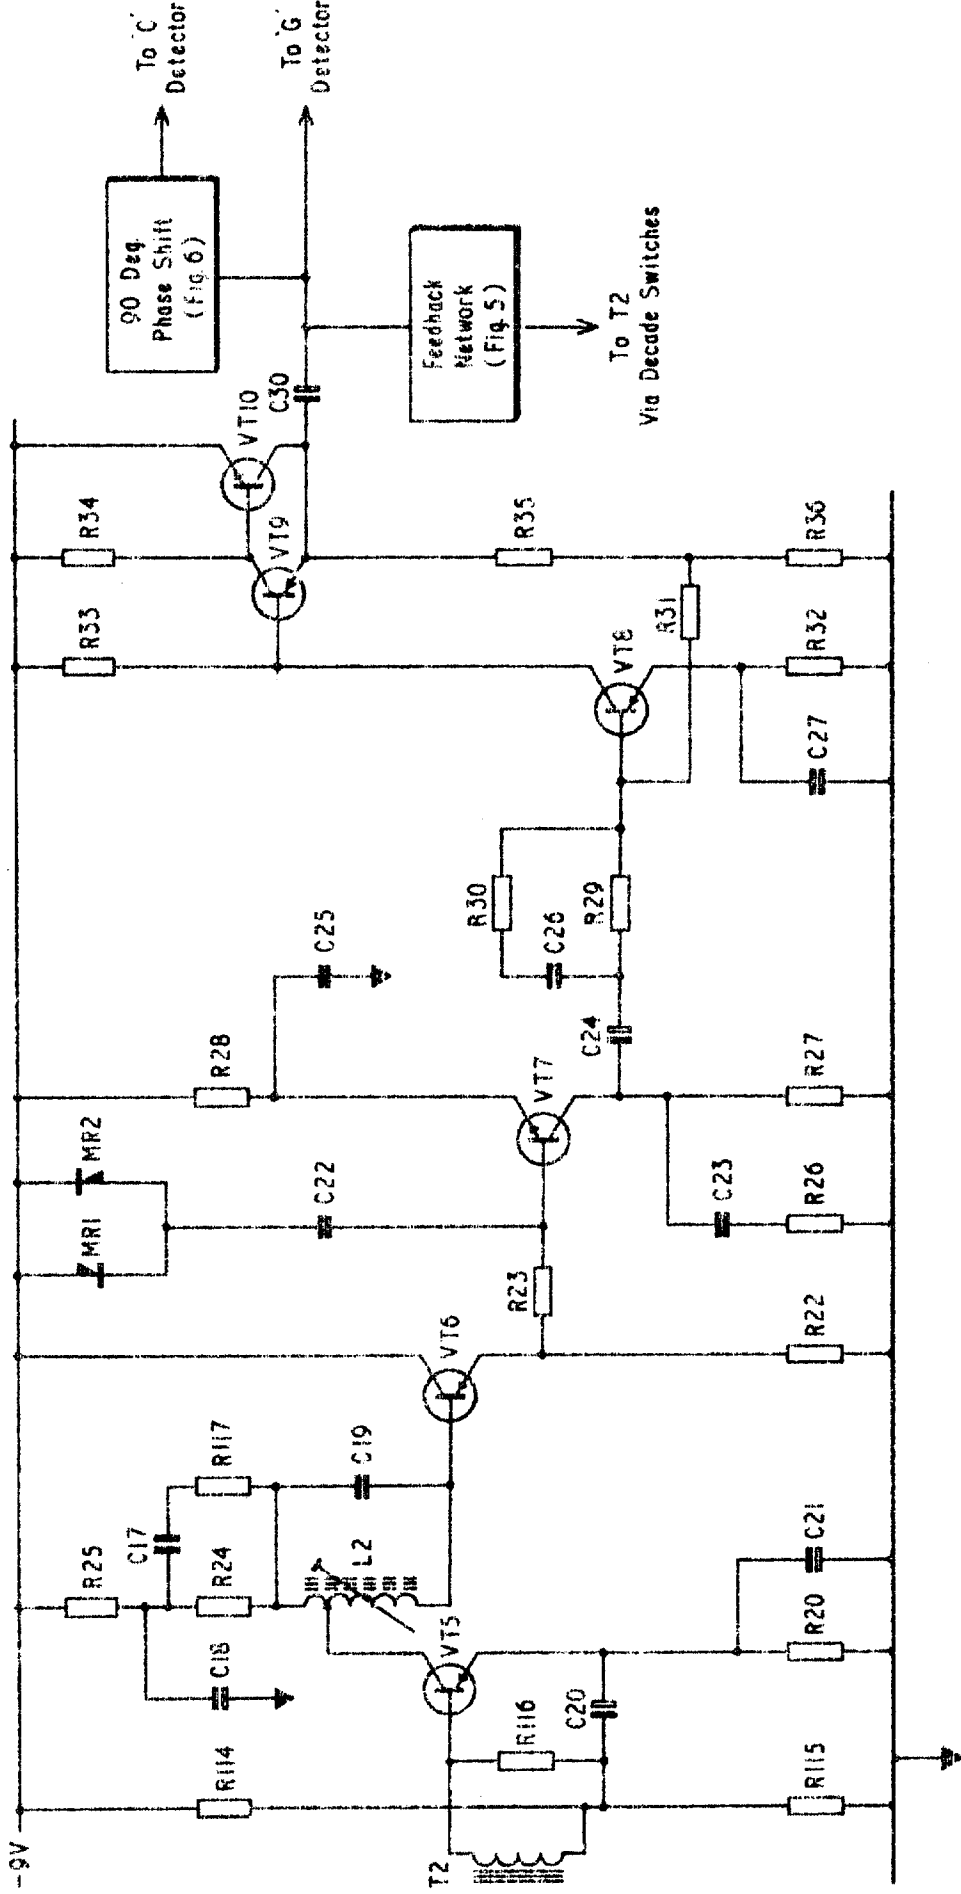 -9V
R114
R25
C18
C17
R24
R117
L2
C19
MR1
MR2
C22
R28
C25
R33
R34
VT5
VT6
T2
R116
C20
R23
VT7
C24
R30
C26
R29
VT8
R31
R35
VT9
VT10
C30
90 Deg.
Phase Shift
(Fig. 6)
To 'C'
Detector
To 'G'
Detector
Feedback
Network
(Fig. 5)
To T2
Via Decade Switches
R115
R20
C21
R22
C23
R26
R27
C27
R32
R36